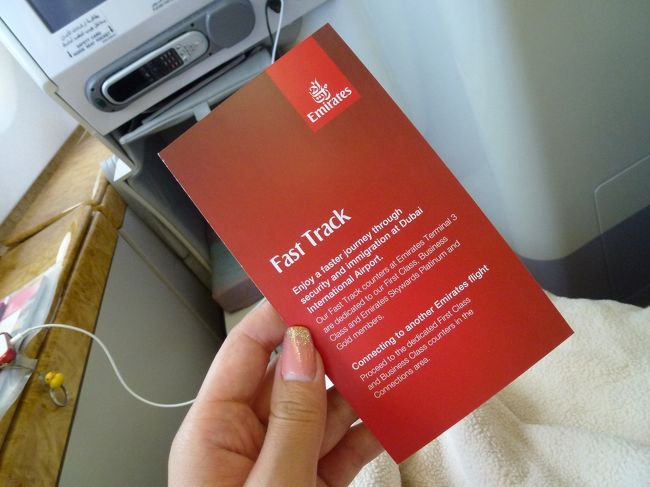 Emirates
Fast Track
Enjoy a faster journey through
security and immigration at Dubai
International Airport.
Our Fast Track counters at Emirates Terminal 3
are dedicated to our First Class, Business
Class and Emirates Skywards Platinum and
Gold members.
Connecting to another Emirates flight
Proceed to the dedicated First Class
and Business Class counters in the
Connections area.